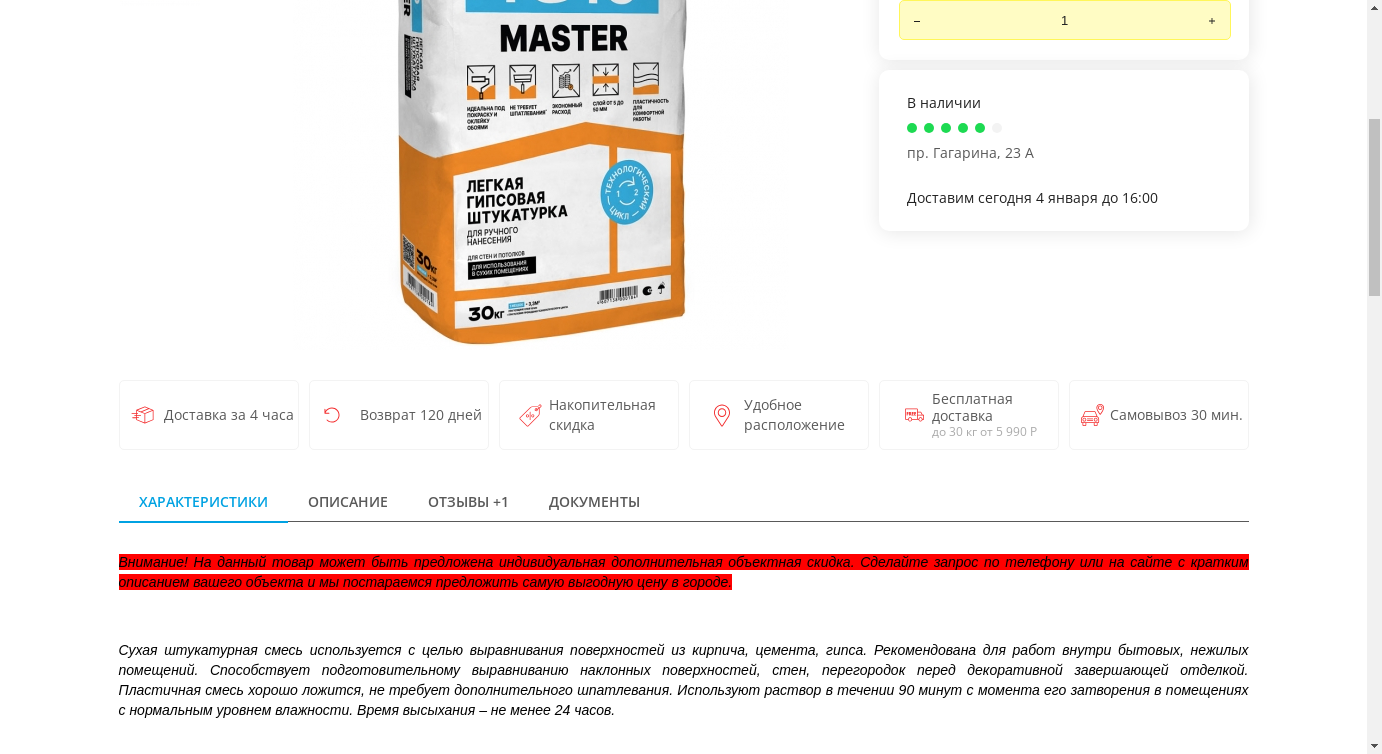 – 1 +
MASTER
ИДЕАЛЬНА ПОД
ПОКРАСКУ И
ОКЛЕЙКУ
ОБОЯМИ
НЕ ТРЕБУЕТ
ШПАТЛЕВАНИЯ
ЭКОНОМНЫЙ
РАСХОД
СЛОЙ ОТ 5 ДО
50 ММ
ПЛАСТИЧНОСТЬ
ДЛЯ
КОМФОРТНОЙ
РАБОТЫ
ЛЕГКАЯ
ГИПСОВАЯ
ШТУКАТУРКА
ДЛЯ РУЧНОГО
НАНЕСЕНИЯ
ТЕХНОЛОГИЧЕСКИЙ
ЦИКЛ
1 2
ДЛЯ СТЕН И ПОТОЛКОВ
ДЛЯ ИСПОЛЬЗОВАНИЯ
В СУХИХ ПОМЕЩЕНИЯХ
30КГ
30КГ
В наличии
пр. Гагарина, 23 А
Доставим сегодня 4 января до 16:00
Доставка за 4 часа
Возврат 120 дней
Накопительная
скидка
Удобное
расположение
FREE
Бесплатная
доставка
до 30 кг от 5 990 Р
Самовывоз 30 мин.
ХАРАКТЕРИСТИКИ ОПИСАНИЕ ОТЗЫВЫ +1 ДОКУМЕНТЫ
Внимание! На данный товар может быть предложена индивидуальная дополнительная объектная скидка. Сделайте запрос по телефону или на сайте с кратким
описанием вашего объекта и мы постараемся предложить самую выгодную цену в городе.
Сухая штукатурная смесь используется с целью выравнивания поверхностей из кирпича, цемента, гипса. Рекомендована для работ внутри бытовых, нежилых
помещений. Способствует подготовительному выравниванию наклонных поверхностей, стен, перегородок перед декоративной завершающей отделкой.
Пластичная смесь хорошо ложится, не требует дополнительного шпатлевания. Используют раствор в течении 90 минут с момента его затворения в помещениях
с нормальным уровнем влажности. Время высыхания – не менее 24 часов.